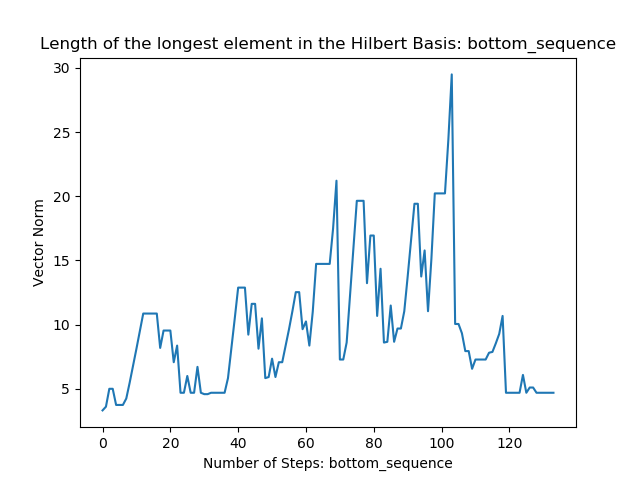 Length of the longest element in the Hilbert Basis: bottom_sequence
30
25
20
15
10
5
Vector Norm
0 20 40 60 80 100 120
Number of Steps: bottom_sequence